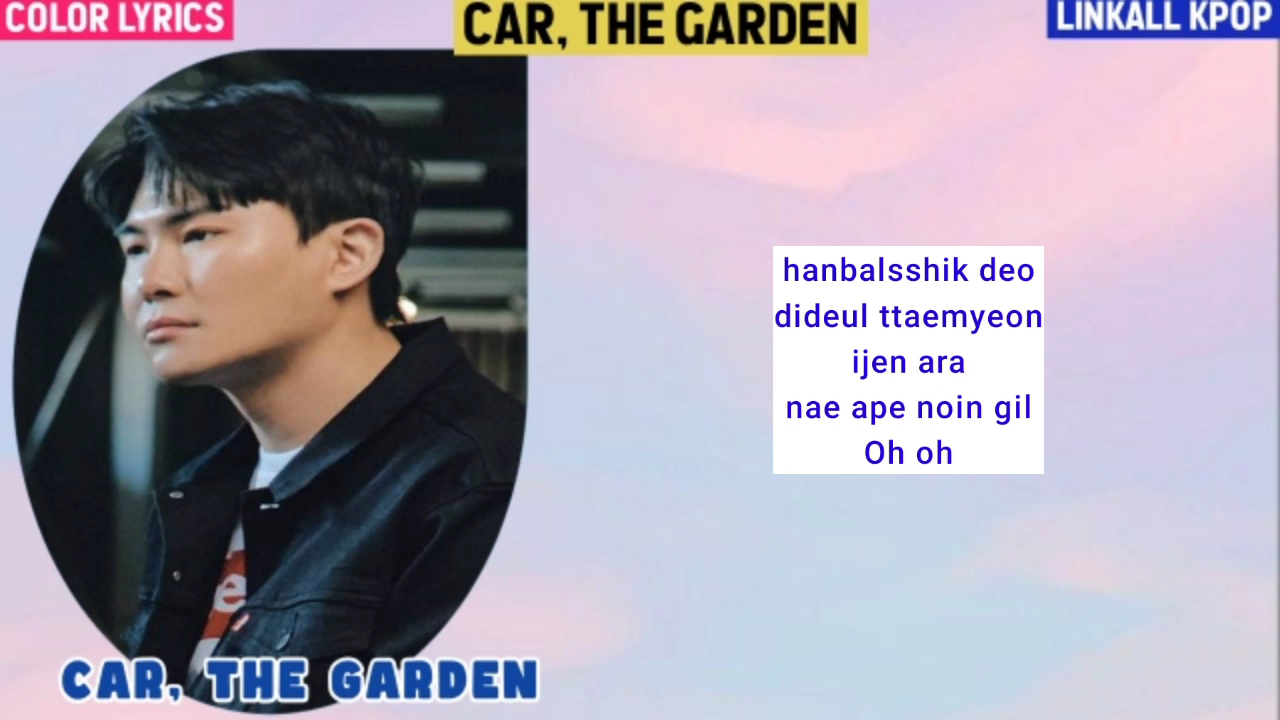 COLOR LYRICS
CAR, THE GARDEN
LINKALL KPOP
hanbalsshik deo
dideul ttaemyeon
ijen ara
nae ape noin gil
Oh oh
CAR, THE GARDEN